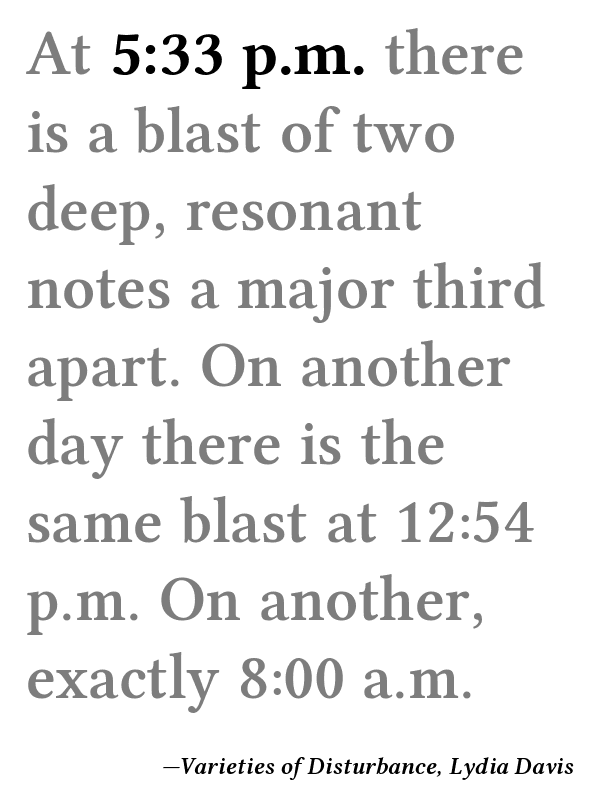 At 5:33 p.m. there
is a blast of two
deep, resonant
notes a major third
apart. On another
day there is the
same blast at 12:54
p.m. On another,
exactly 8:00 a.m.
—Varieties of Disturbance, Lydia Davis